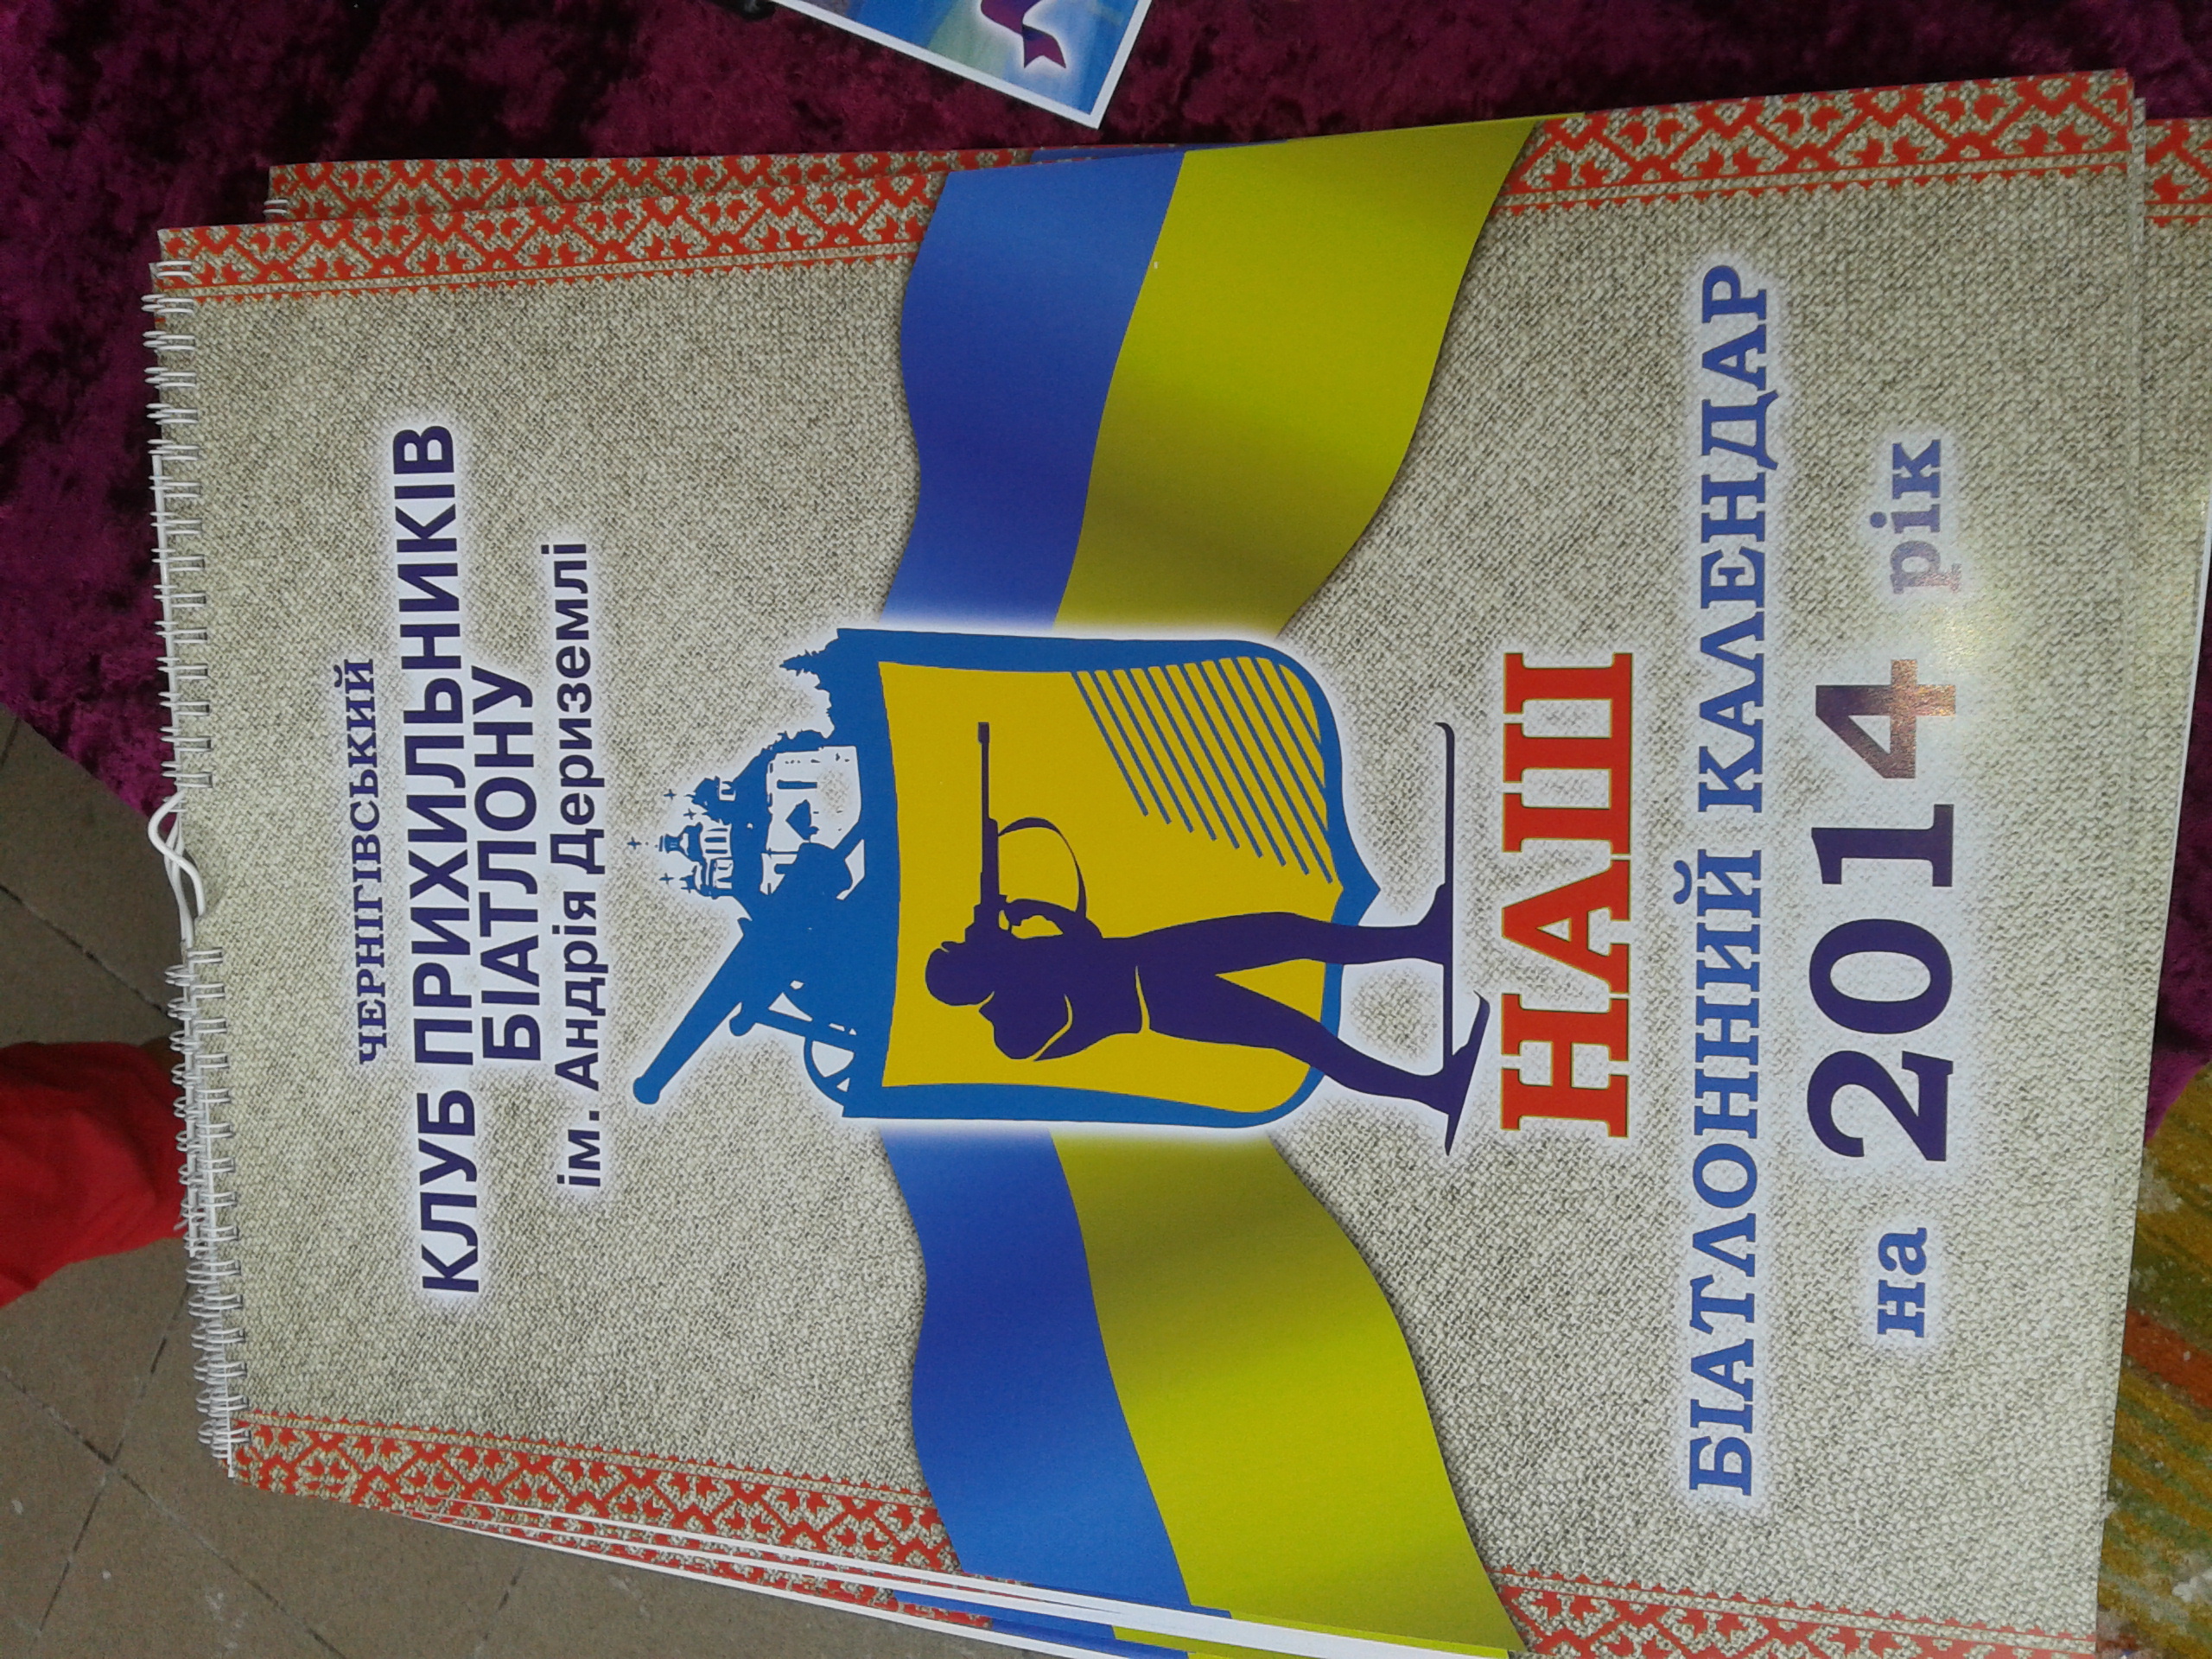 ЧЕРНІГІВСЬКИЙ
КЛУБ ПРИХИЛЬНИКІВ
БІАТЛОНУ
ім. Андрія Дериземлі
НАШ
БІАТЛОННИЙ КАЛЕНДАР
на 2014 рік